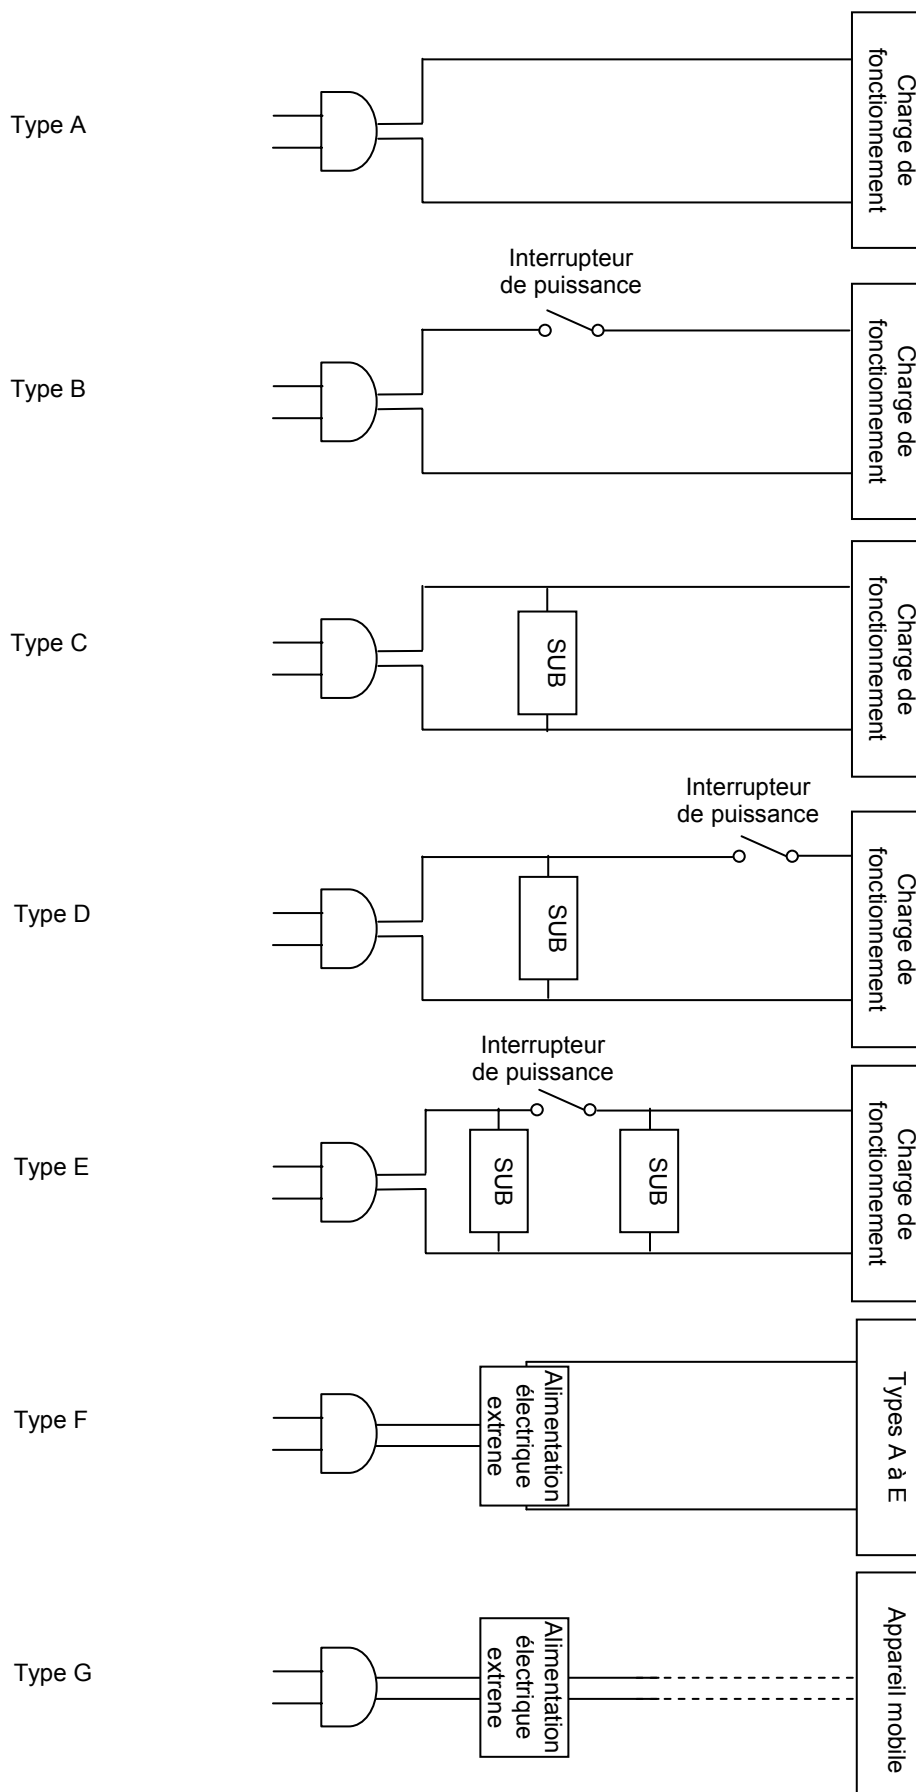 Type A
Charge de
fonctionnement
Interrupteur
de puissance
Type B
Charge de
fonctionnement
Type C
SUB
Charge de
fonctionnement
Interrupteur
de puissance
Type D
SUB
Charge de
fonctionnement
Interrupteur
de puissance
Type E
SUB
SUB
Charge de
fonctionnement
Type F
Alimentation
électrique
extrene
Types A à E
Type G
Alimentation
électrique
extrene
Appareil mobile